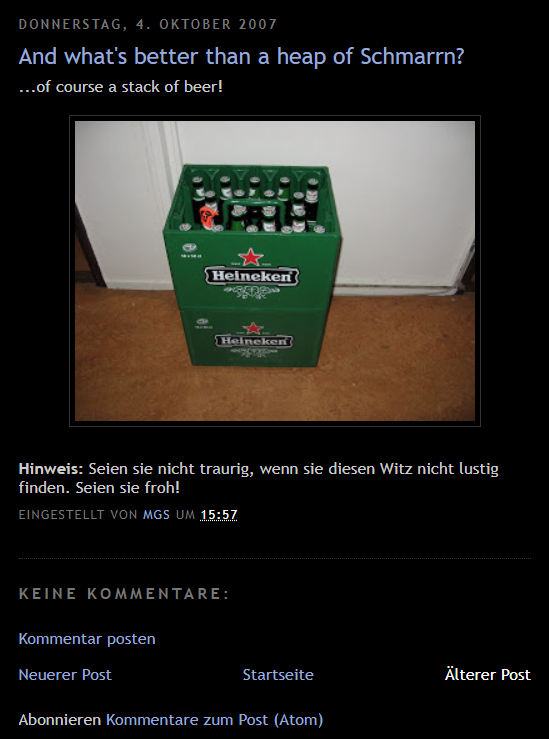 DONNERSTAG, 4. OKTOBER 2007
And what's better than a heap of Schmarrn?
...of course a stack of beer!
Heineken
Heineken
Hinweis: Seien sie nicht traurig, wenn sie diesen Witz nicht lustig
finden. Seien sie froh!
EINGESTELLT VON MGS UM 15:57
KEINE KOMMENTARE:
Kommentar posten
Neuerer Post Startseite Älterer Post
Abonnieren Kommentare zum Post (Atom)